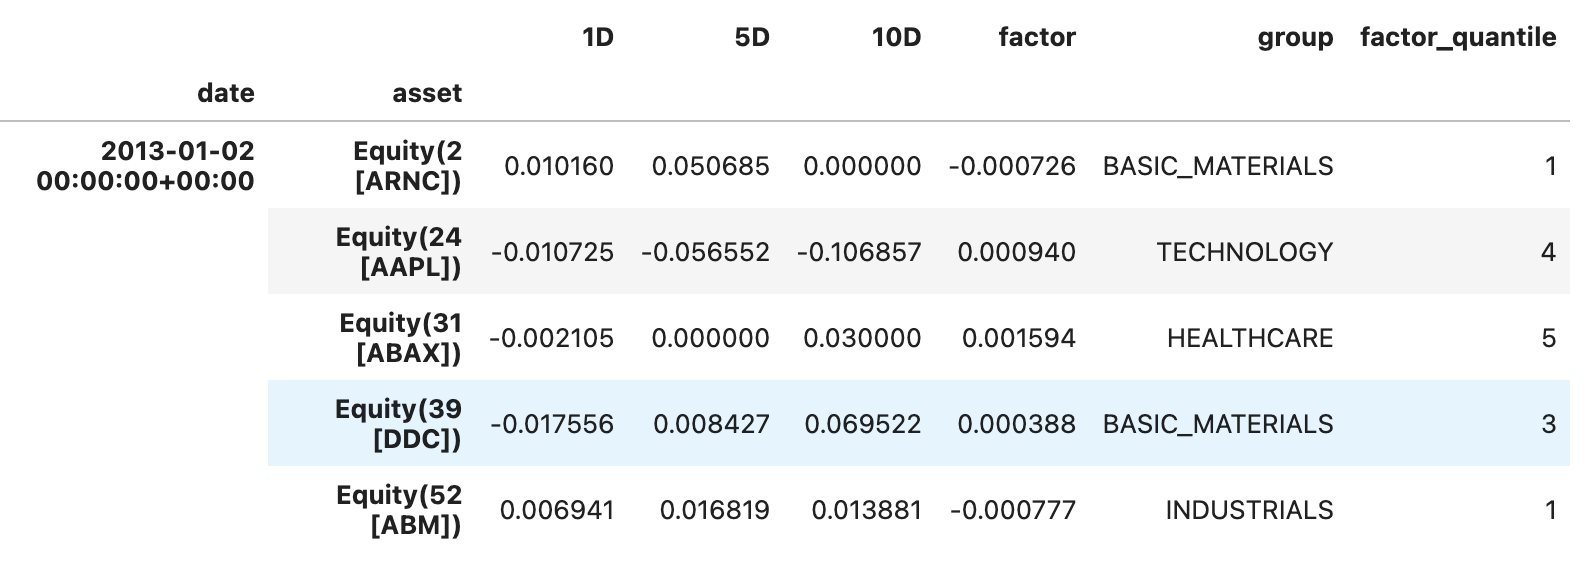 1D 5D 10D factor group factor_quantile
date asset
2013-01-02 Equity(2
00:00:00+00:00 [ARNC]) 0.010160 0.050685 0.000000 -0.000726 BASIC_MATERIALS 1
Equity(24
[AAPL]) -0.010725 -0.056552 -0.106857 0.000940 TECHNOLOGY 4
Equity(31
[ABAX]) -0.002105 0.000000 0.030000 0.001594 HEALTHCARE 5
Equity(39
[DDC]) -0.017556 0.008427 0.069522 0.000388 BASIC_MATERIALS 3
Equity(52
[ABM]) 0.006941 0.016819 0.013881 -0.000777 INDUSTRIALS 1